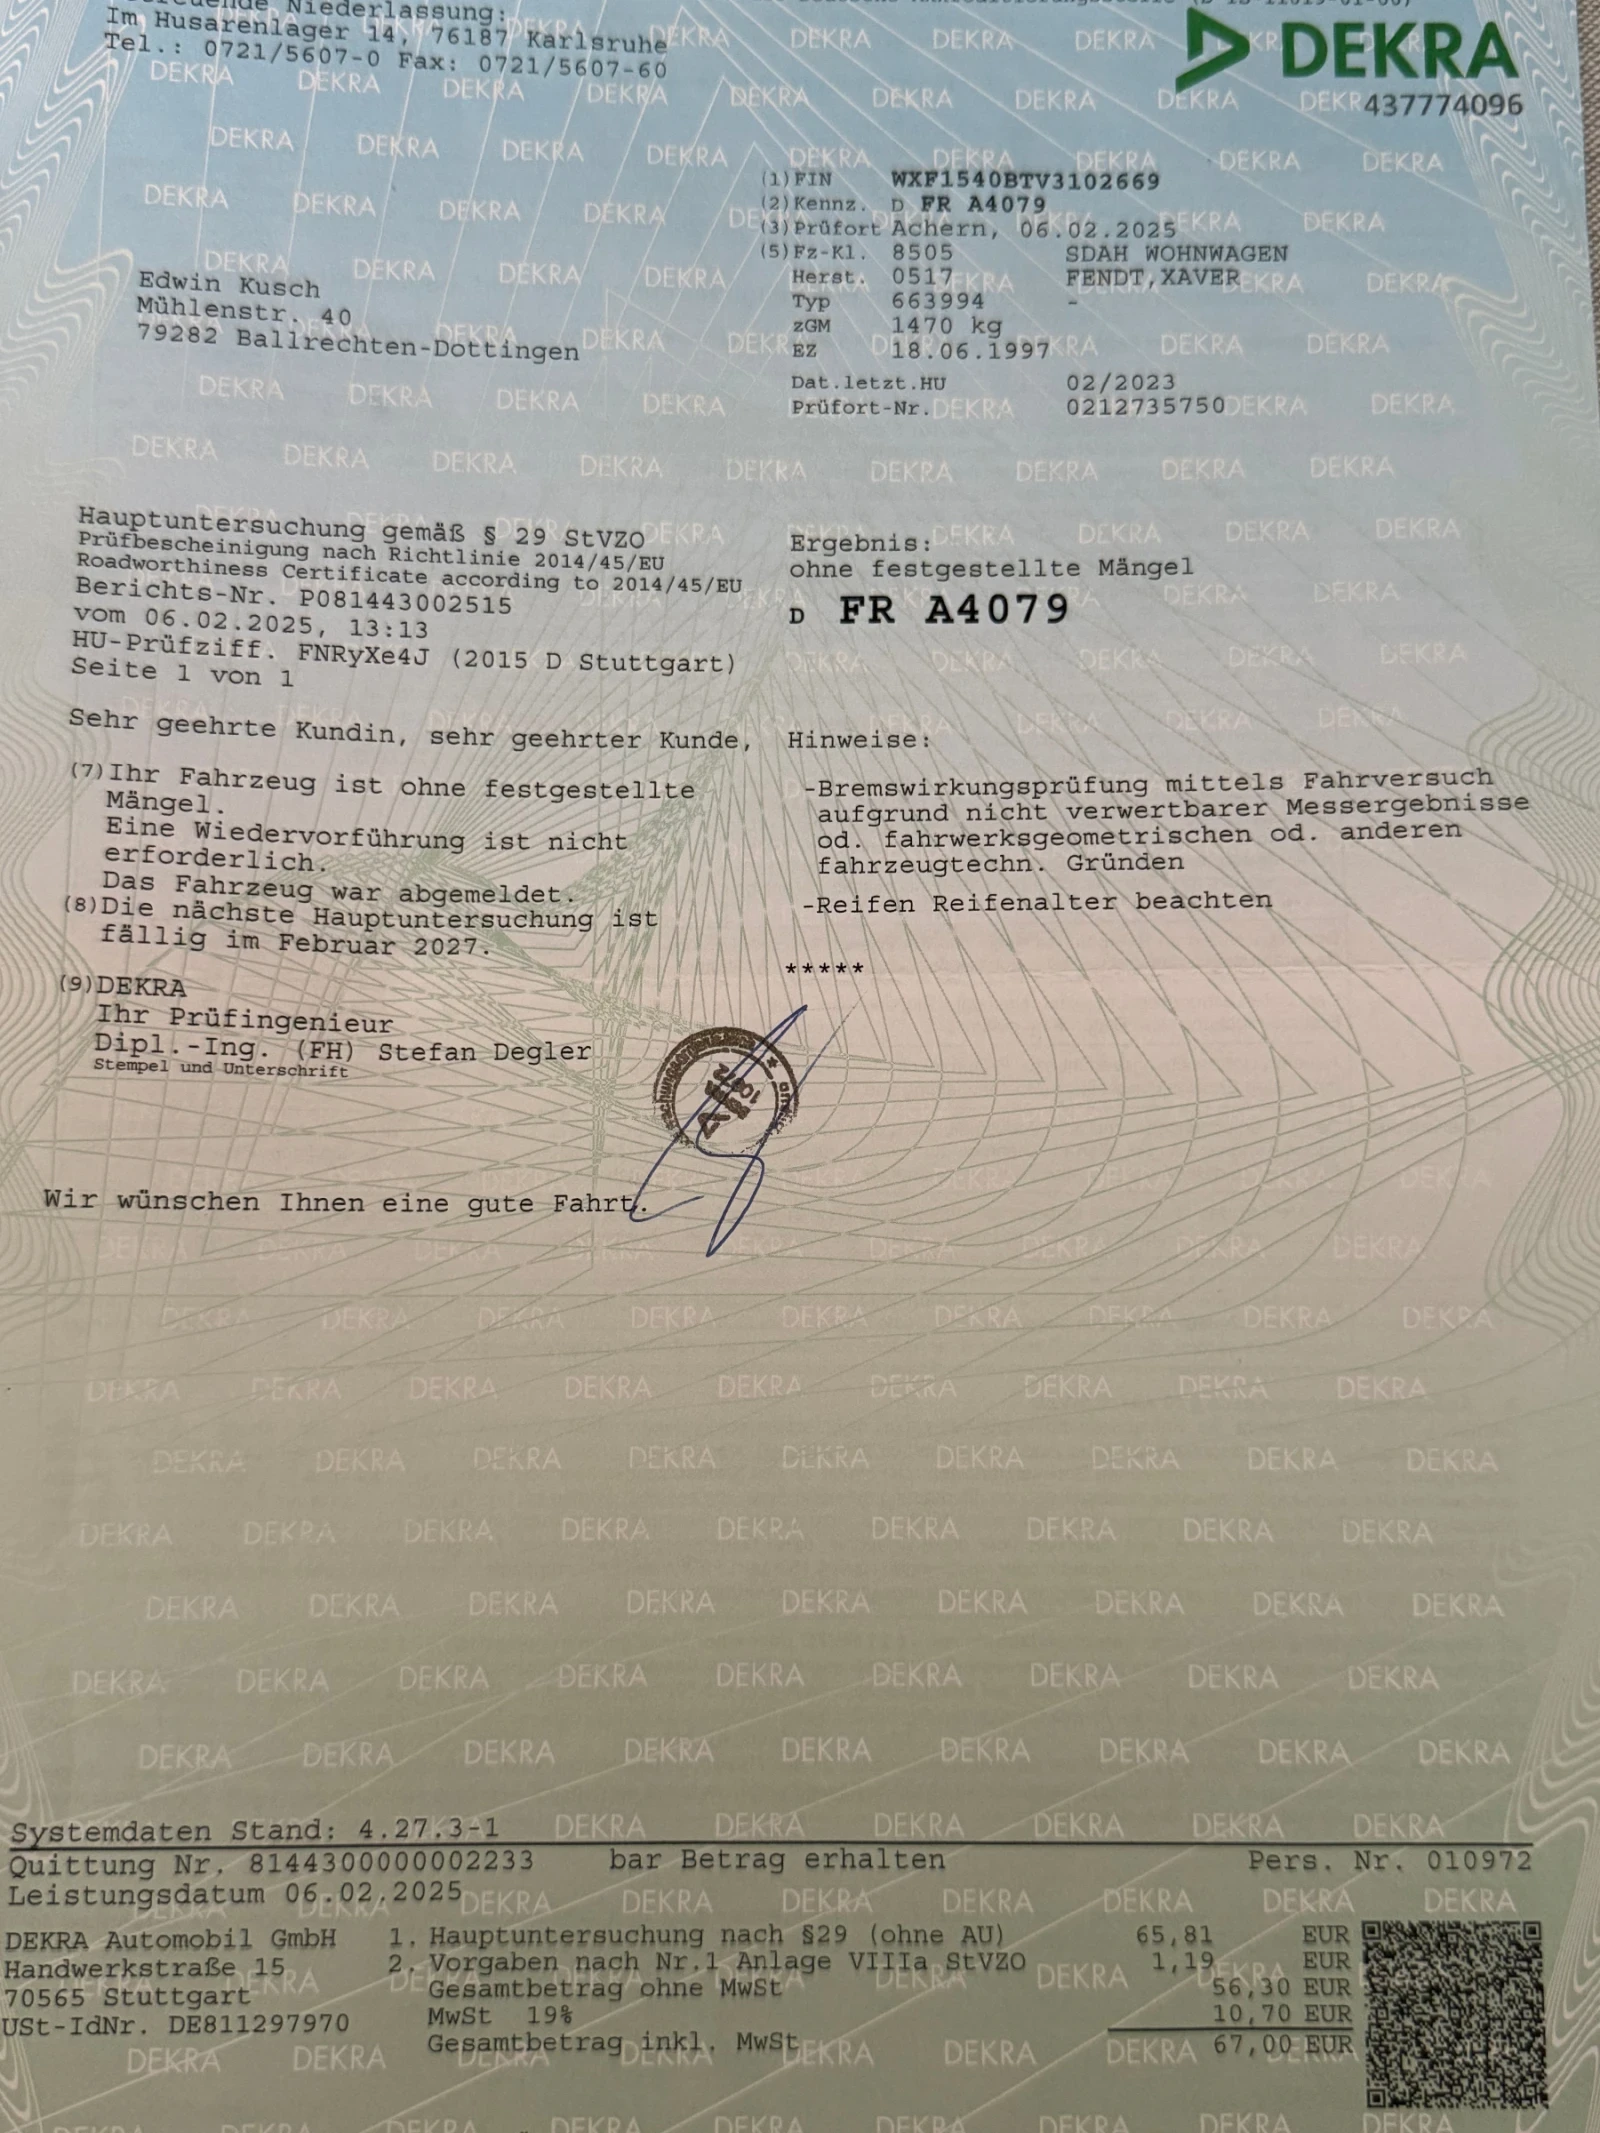 Niederlassung:
Im Husarenlager 14, 76187 Karlsruhe
Tel.: 0721/5607-0 Fax: 0721/5607-60
DEKRA
437774096
(1)FIN WXF1540BTV3102669
(2)Kennz. D FR A4079
(3)Prüfort Achern, 06.02.2025
(5)Fz-Kl. 8505 SDAH WOHNWAGEN
Herst. 0517 FENDT,XAVER
Typ 663994 -
zGM 1470 kg
EZ 18.06.1997
Dat.letzt.HU 02/2023
Prüfort-Nr. 0212735750
Edwin Kusch
Mühlenstr. 40
79282 Ballrechten-Dottingen
Hauptuntersuchung gemäß § 29 StVZO
Prüfbescheinigung nach Richtlinie 2014/45/EU
Roadworthiness Certificate according to 2014/45/EU
Berichts-Nr. P081443002515
vom 06.02.2025, 13:13
HU-Prüfziff. FNRyXe4J (2015 D Stuttgart)
Seite 1 von 1
Ergebnis:
ohne festgestellte Mängel
D FR A4079
Sehr geehrte Kundin, sehr geehrter Kunde,
(7)Ihr Fahrzeug ist ohne festgestellte
Mängel.
Eine Wiedervorführung ist nicht
erforderlich.
Das Fahrzeug war abgemeldet.
(8)Die nächste Hauptuntersuchung ist
fällig im Februar 2027.
(9)DEKRA
Ihr Prüfingenieur
Dipl.-Ing. (FH) Stefan Degler
Stempel und Unterschrift
Hinweise:
-Bremswirkungsprüfung mittels Fahrversuch
aufgrund nicht verwertbarer Messergebnisse
od. fahrwerksgeometrischen od. anderen
fahrzeugtechn. Gründen
-Reifen Reifenalter beachten
*****
Wir wünschen Ihnen eine gute Fahrt.
Systemdaten Stand: 4.27.3-1
Quittung Nr. 8144300000002233 bar Betrag erhalten Pers. Nr. 010972
Leistungsdatum 06.02.2025
DEKRA Automobil GmbH
Handwerkstraße 15
70565 Stuttgart
USt-IdNr. DE811297970
1. Hauptuntersuchung nach §29 (ohne AU) 65,81 EUR
2. Vorgaben nach Nr.1 Anlage VIIIa StVZO 1,19 EUR
Gesamtbetrag ohne MwSt 56,30 EUR
MwSt 19% 10,70 EUR
Gesamtbetrag inkl. MwSt 67,00 EUR